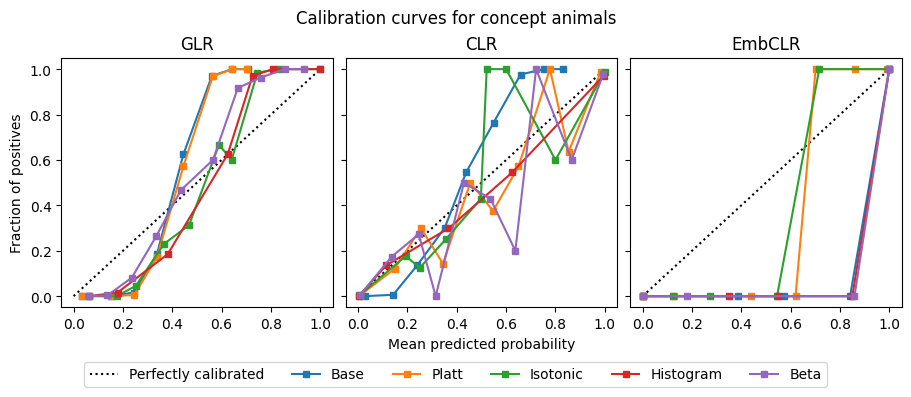 Calibration curves for concept animals
GLR
CLR
EmbCLR
Fraction of positives
1.0
0.8
0.6
0.4
0.2
0.0
0.0 0.2 0.4 0.6 0.8 1.0
0.0 0.2 0.4 0.6 0.8 1.0
0.0 0.2 0.4 0.6 0.8 1.0
Mean predicted probability
Perfectly calibrated Base Platt Isotonic Histogram Beta